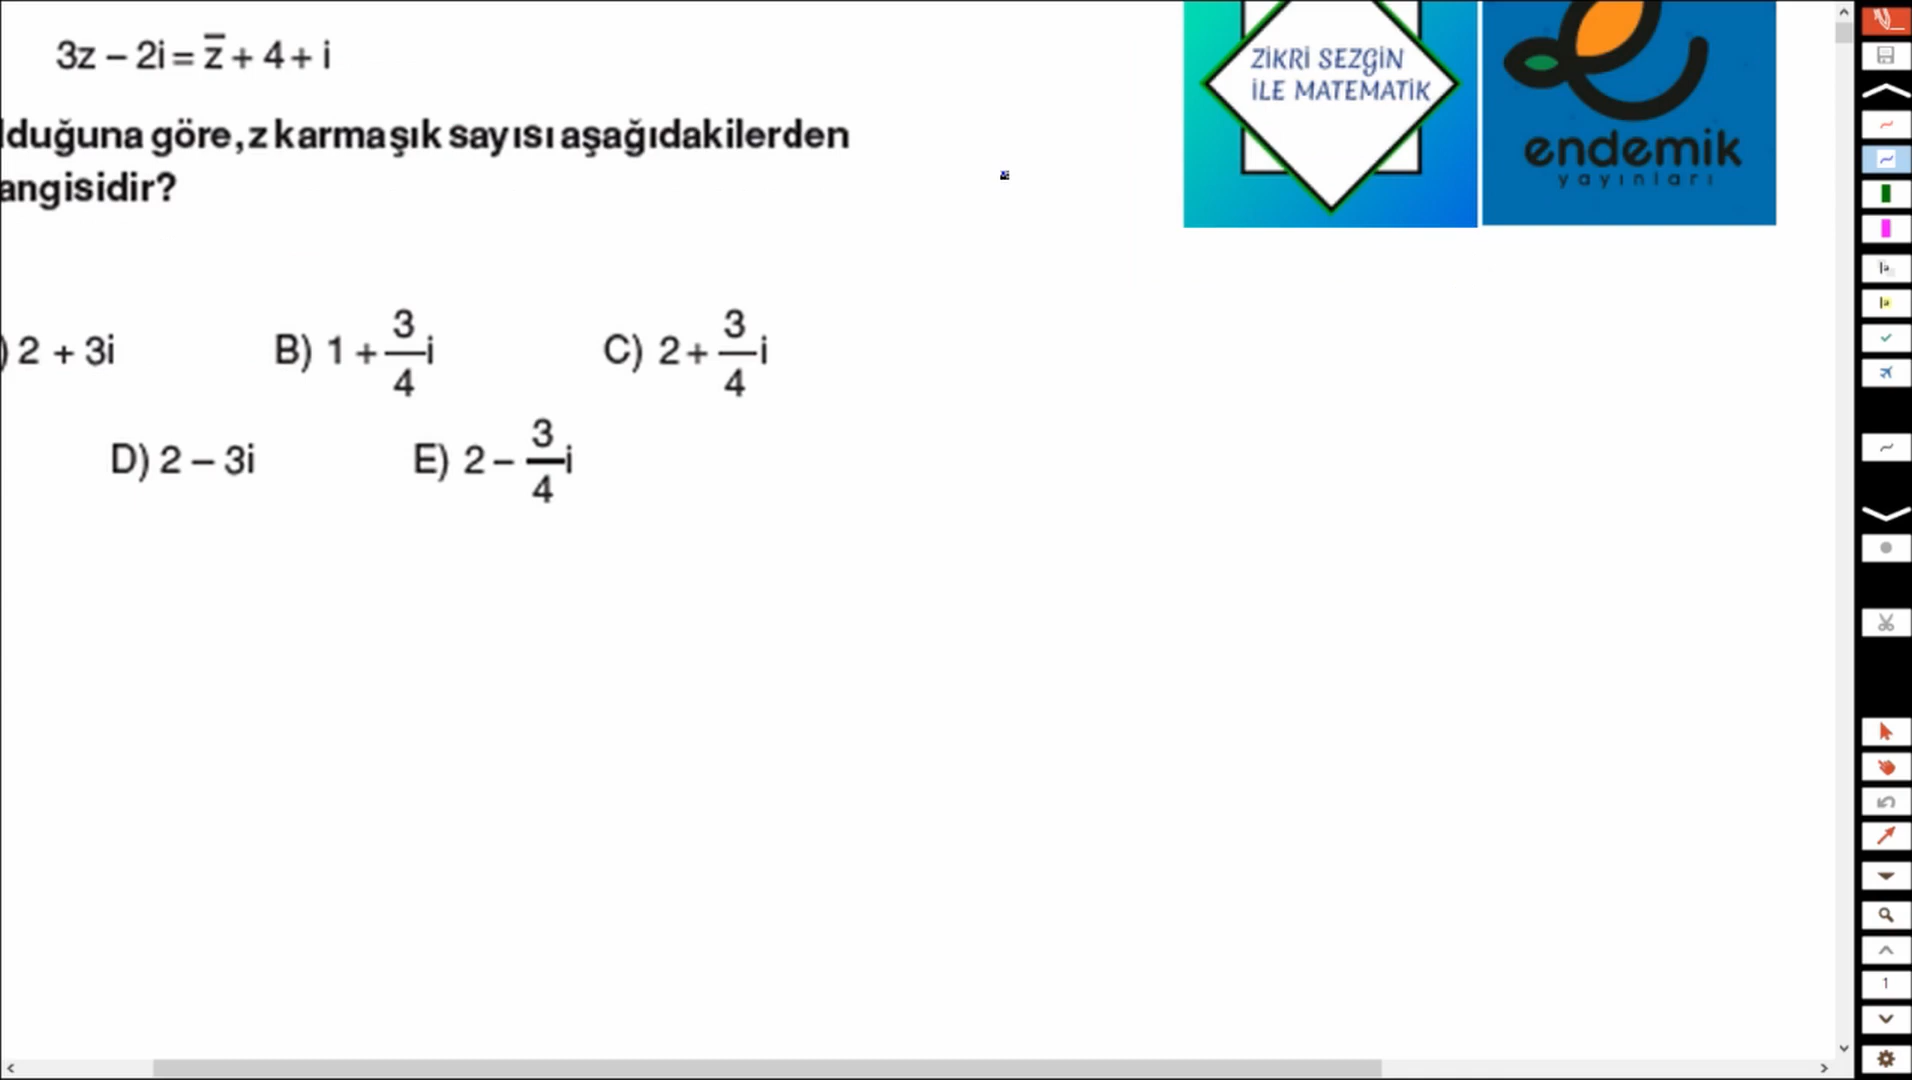 3z – 2i = z̅ + 4 + i
lduğuna göre, z karmaşık sayısı aşağıdakilerden
angisidir?
) 2 + 3i B) 1 + 3/4 i C) 2 + 3/4 i
D) 2 – 3i E) 2 – 3/4 i
ZİKRİ SEZGİN
İLE MATEMATİK
endemik
yayınları
1